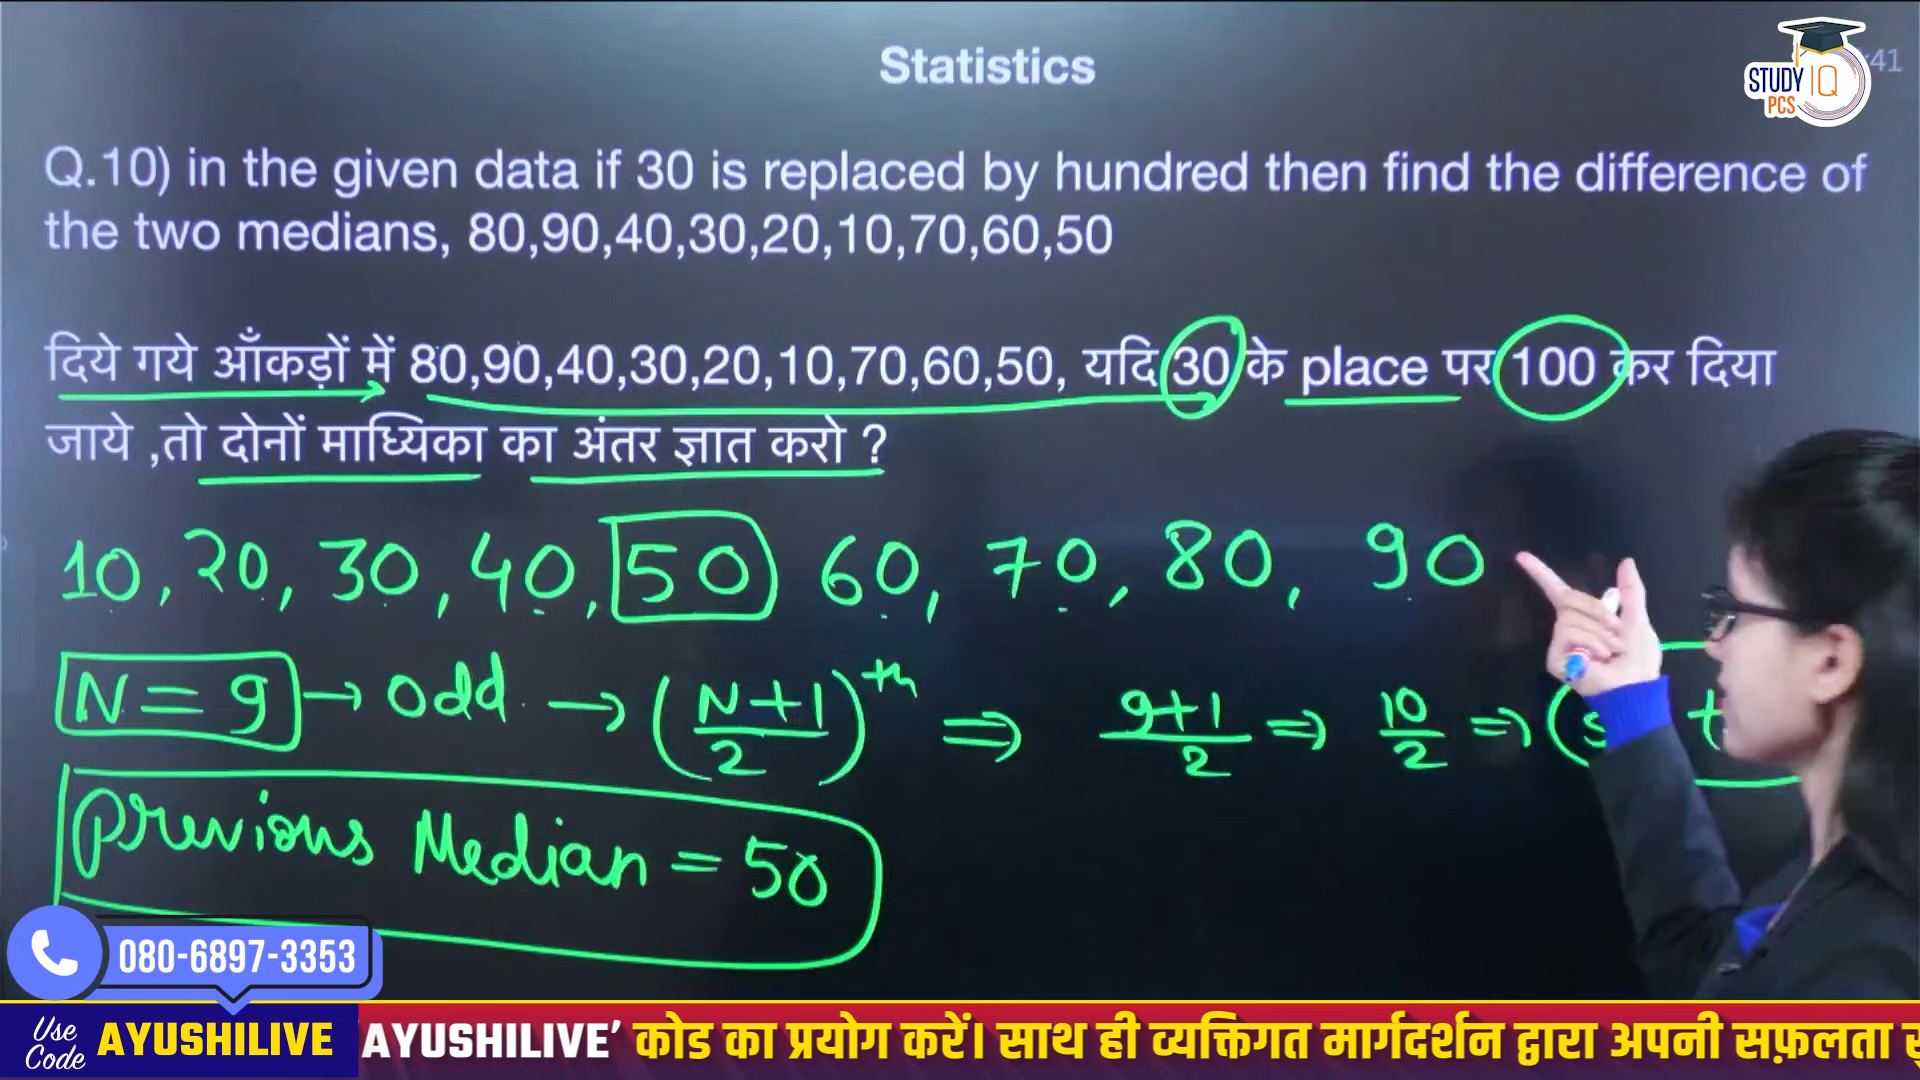 Statistics
:41
STUDY IQ
PCS
Q.10) in the given data if 30 is replaced by hundred then find the difference of
the two medians, 80,90,40,30,20,10,70,60,50
दिये गये आँकड़ों में 80,90,40,30,20,10,70,60,50, यदि 30 के place पर 100 कर दिया
जाये ,तो दोनों माध्यिका का अंतर ज्ञात करो ?
10, 20, 30, 40, 50 60, 70, 80, 90
N = 9 → odd → (N+1/2)th ⇒ 9+1/2 ⇒ 10/2 ⇒ (5
Previous Median = 50
080-6897-3353
Use Code AYUSHILIVE 'AYUSHILIVE' कोड का प्रयोग करें। साथ ही व्यक्तिगत मार्गदर्शन द्वारा अपनी सफ़लता